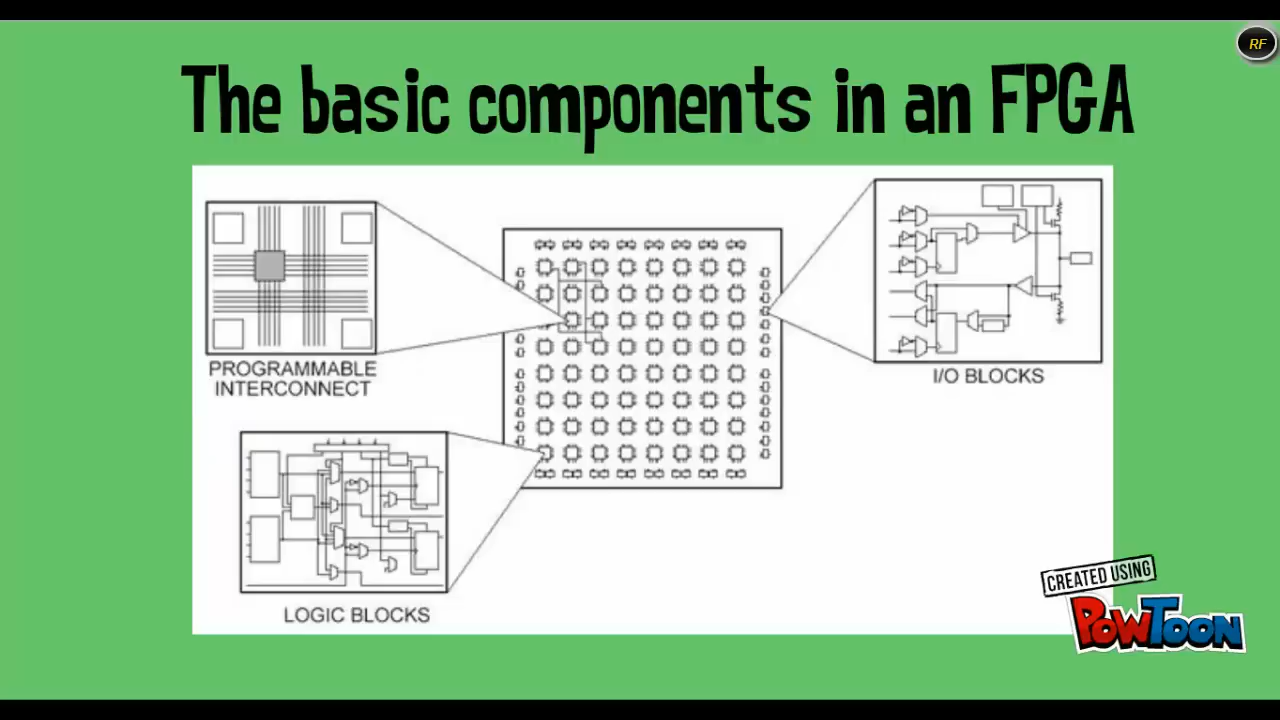 RF
The basic components in an FPGA
PROGRAMMABLE
INTERCONNECT
I/O BLOCKS
LOGIC BLOCKS
CREATED USING
POWTOON